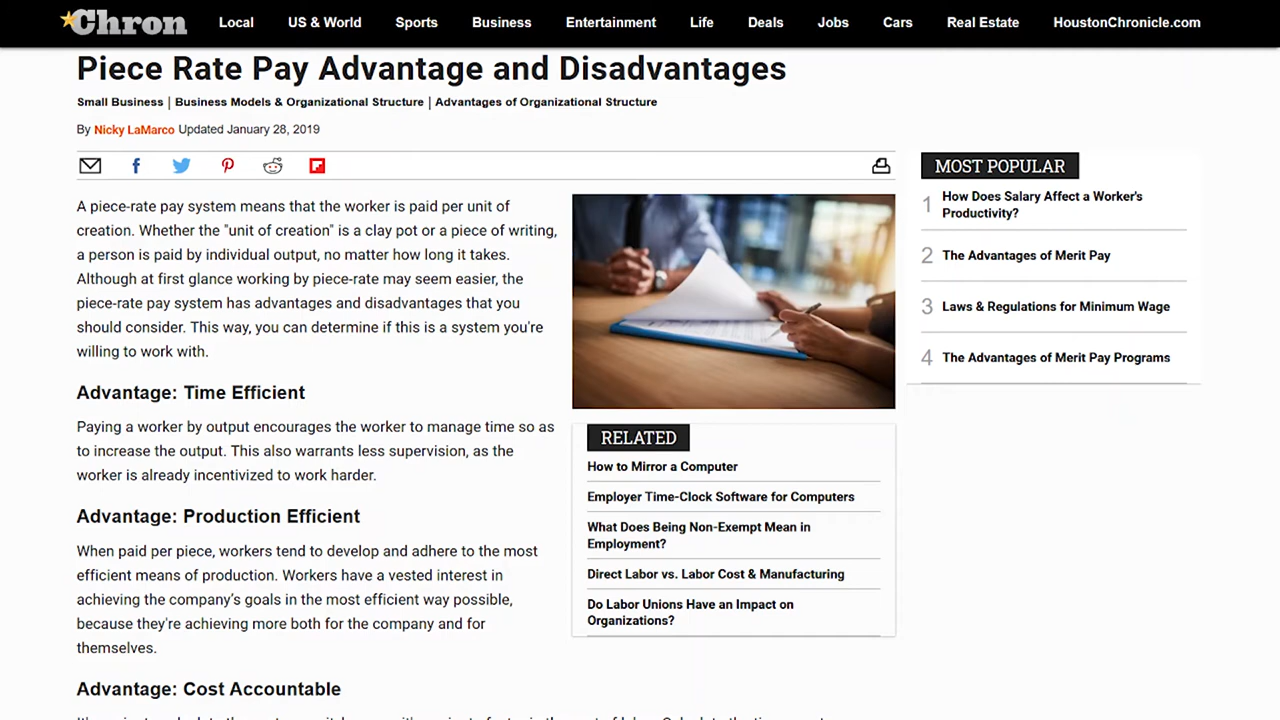 Chron
Local
US & World
Sports
Business
Entertainment
Life
Deals
Jobs
Cars
Real Estate
HoustonChronicle.com
Piece Rate Pay Advantage and Disadvantages
Small Business | Business Models & Organizational Structure | Advantages of Organizational Structure
By Nicky LaMarco Updated January 28, 2019
A piece-rate pay system means that the worker is paid per unit of
creation. Whether the "unit of creation" is a clay pot or a piece of writing,
a person is paid by individual output, no matter how long it takes.
Although at first glance working by piece-rate may seem easier, the
piece-rate pay system has advantages and disadvantages that you
should consider. This way, you can determine if this is a system you're
willing to work with.
Advantage: Time Efficient
Paying a worker by output encourages the worker to manage time so as
to increase the output. This also warrants less supervision, as the
worker is already incentivized to work harder.
Advantage: Production Efficient
When paid per piece, workers tend to develop and adhere to the most
efficient means of production. Workers have a vested interest in
achieving the company’s goals in the most efficient way possible,
because they're achieving more both for the company and for
themselves.
Advantage: Cost Accountable
RELATED
How to Mirror a Computer
Employer Time-Clock Software for Computers
What Does Being Non-Exempt Mean in
Employment?
Direct Labor vs. Labor Cost & Manufacturing
Do Labor Unions Have an Impact on
Organizations?
MOST POPULAR
1 How Does Salary Affect a Worker's
Productivity?
2 The Advantages of Merit Pay
3 Laws & Regulations for Minimum Wage
4 The Advantages of Merit Pay Programs